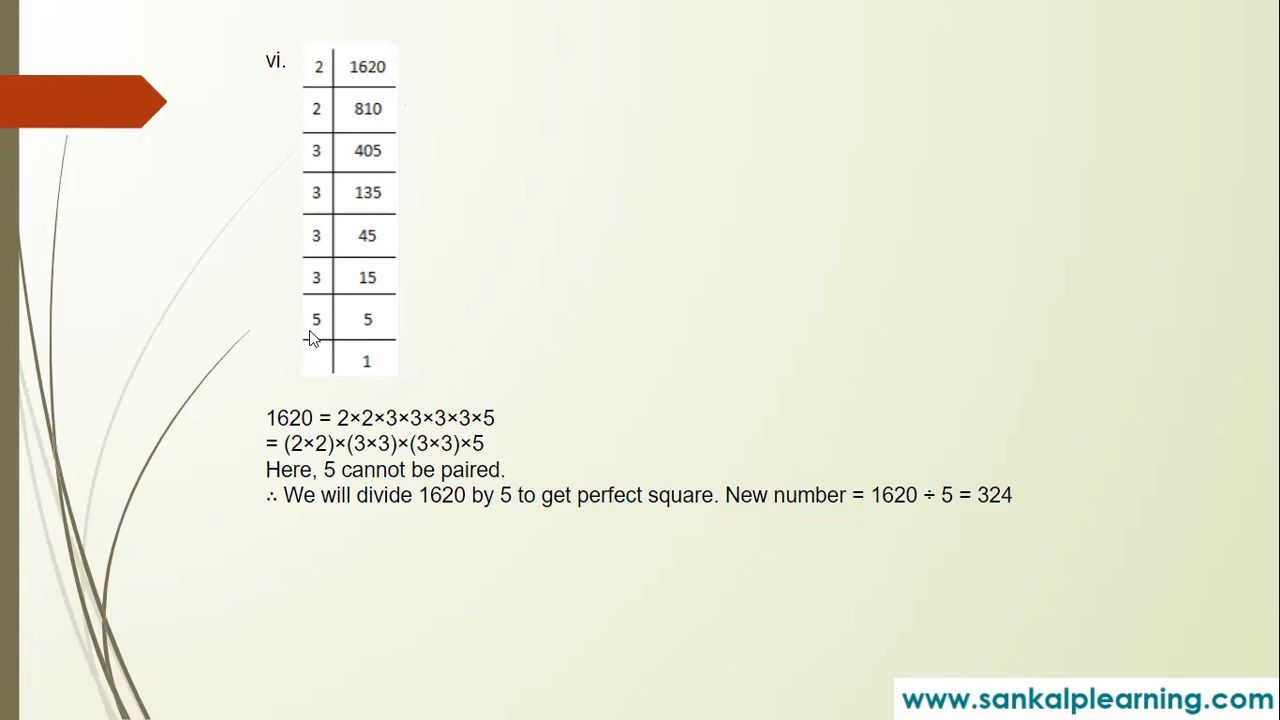 vi.
2 1620
2 810
3 405
3 135
3 45
3 15
5 5
1
1620 = 2×2×3×3×3×3×5
= (2×2)×(3×3)×(3×3)×5
Here, 5 cannot be paired.
∴ We will divide 1620 by 5 to get perfect square. New number = 1620 ÷ 5 = 324
www.sankalplearning.com